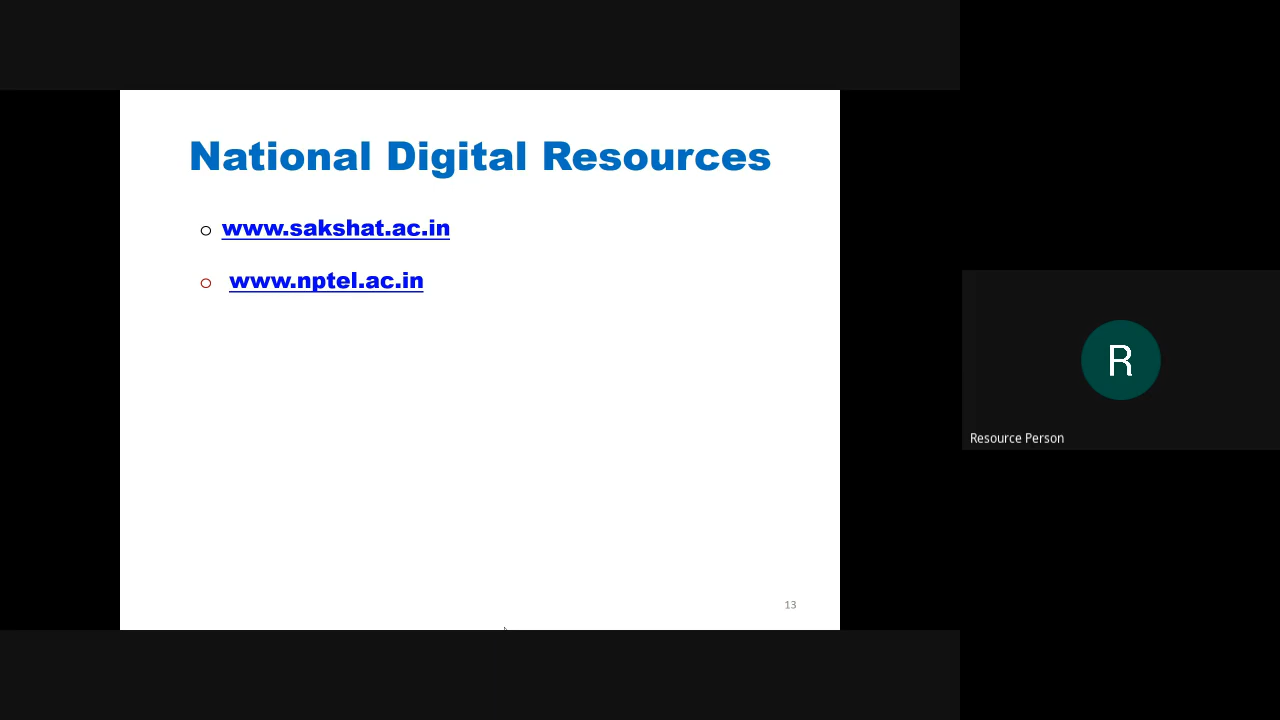 National Digital Resources
www.sakshat.ac.in
www.nptel.ac.in
13
R
Resource Person